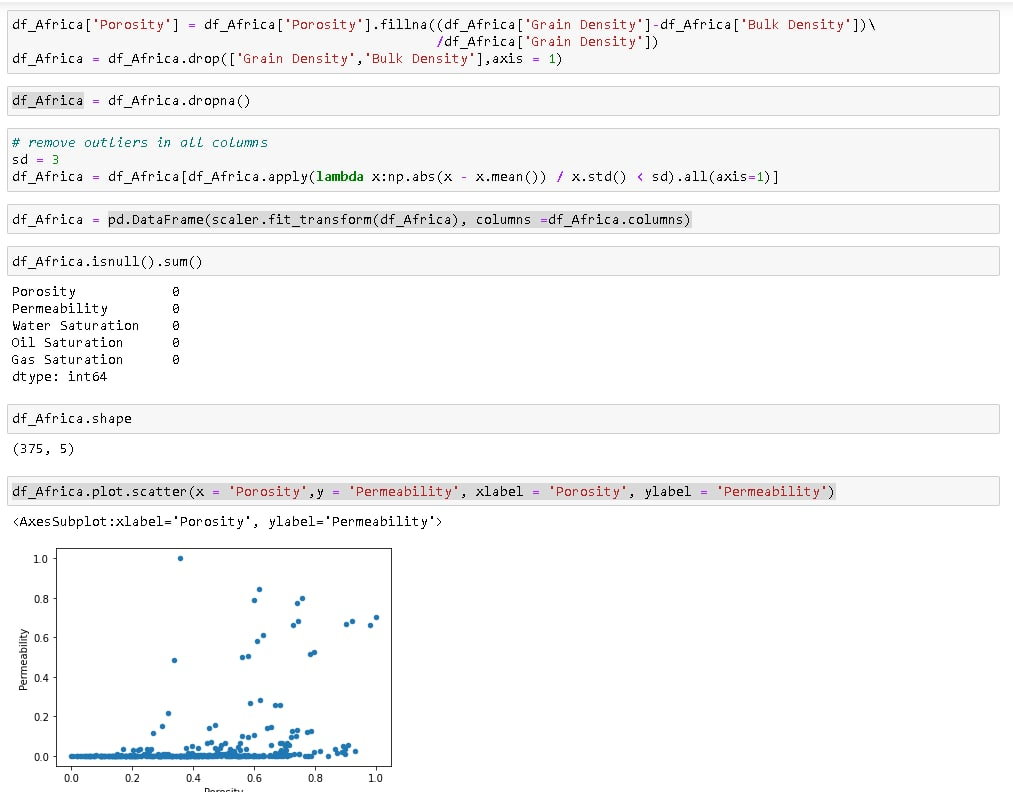 df_Africa['Porosity'] = df_Africa['Porosity'].fillna((df_Africa['Grain Density']-df_Africa['Bulk Density'])\
/df_Africa['Grain Density'])
df_Africa = df_Africa.drop(['Grain Density','Bulk Density'],axis = 1)
df_Africa = df_Africa.dropna()
# remove outliers in all columns
sd = 3
df_Africa = df_Africa[df_Africa.apply(lambda x:np.abs(x - x.mean()) / x.std() < sd).all(axis=1)]
df_Africa = pd.DataFrame(scaler.fit_transform(df_Africa), columns =df_Africa.columns)
df_Africa.isnull().sum()
Porosity 0
Permeability 0
Water Saturation 0
Oil Saturation 0
Gas Saturation 0
dtype: int64
df_Africa.shape
(375, 5)
df_Africa.plot.scatter(x = 'Porosity',y = 'Permeability', xlabel = 'Porosity', ylabel = 'Permeability')
<AxesSubplot:xlabel='Porosity', ylabel='Permeability'>
1.0
0.8
0.6
0.4
0.2
0.0
Permeability
0.0 0.2 0.4 0.6 0.8 1.0
Porosity